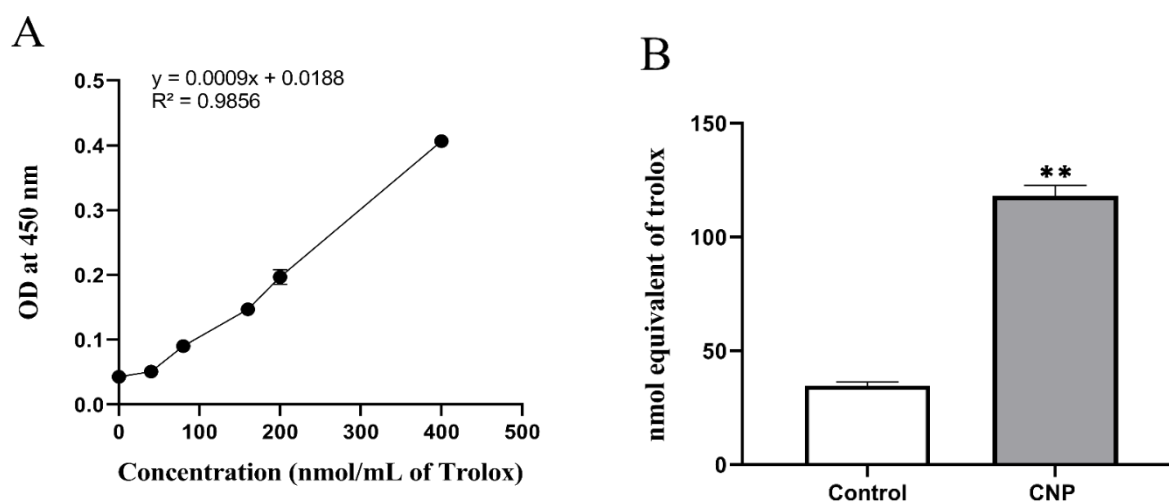 A
y = 0.0009x + 0.0188
R² = 0.9856
0.5
0.4
0.3
0.2
0.1
0.0
OD at 450 nm
0 100 200 300 400 500
Concentration (nmol/mL of Trolox)
B
150
100
50
0
nmol equivalent of trolox
**
Control CNP